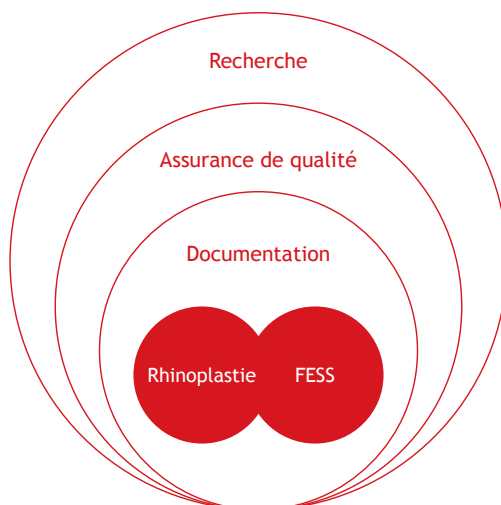 Recherche
Assurance de qualité
Documentation
Rhinoplastie FESS